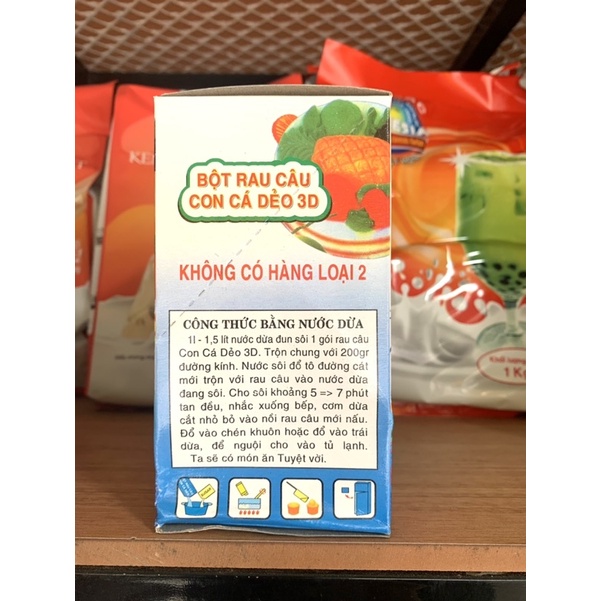 BỘT RAU CÂU
CON CÁ DẺO 3D
KHÔNG CÓ HÀNG LOẠI 2
CÔNG THỨC BẰNG NƯỚC DỪA
1l - 1,5 lít nước dừa đun sôi 1 gói rau câu
Con Cá Dẻo 3D. Trộn chung với 200gr
đường kính. Nước sôi đổ tô đường cát
mới trộn với rau câu vào nước dừa
đang sôi. Cho sôi khoảng 5 => 7 phút
tan đều, nhắc xuống bếp, cơm dừa
cắt nhỏ bỏ vào nồi rau câu mới nấu.
Đổ vào chén khuôn hoặc đổ vào trái
dừa, để nguội cho vào tủ lạnh.
Ta sẽ có món ăn Tuyệt vời.
Khối lượng